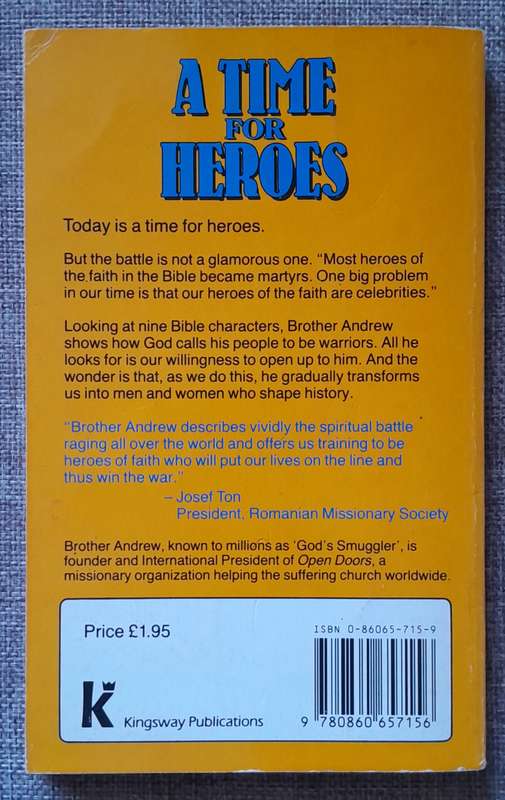 A TIME
FOR
HEROES
Today is a time for heroes.
But the battle is not a glamorous one. “Most heroes of
the faith in the Bible became martyrs. One big problem
in our time is that our heroes of the faith are celebrities.”
Looking at nine Bible characters, Brother Andrew
shows how God calls his people to be warriors. All he
looks for is our willingness to open up to him. And the
wonder is that, as we do this, he gradually transforms
us into men and women who shape history.
“Brother Andrew describes vividly the spiritual battle
raging all over the world and offers us training to be
heroes of faith who will put our lives on the line and
thus win the war.”
– Josef Ton
President, Romanian Missionary Society
Brother Andrew, known to millions as ‘God’s Smuggler’, is
founder and International President of Open Doors, a
missionary organization helping the suffering church worldwide.
Price £1.95
ISBN 0-86065-715-9
K Kingsway Publications
9 780860 657156